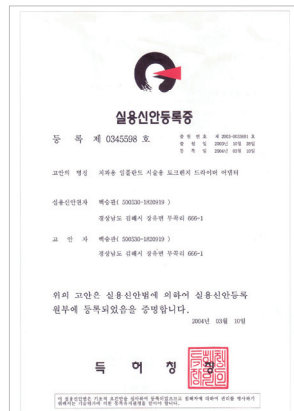 실용신안등록증
등 록 제 0345598 호
출 원 번 호 제 2003-0033691 호
출 원 일 2003년 10월 28일
등 록 일 2004년 03월 10일
고안의 명칭 치과용 임플란트 시술용 토크렌치 드라이버 어댑터
실용신안권자 백승관( 500330-1820919 )
경상남도 김해시 장유면 부곡리 666-1
고 안 자 백승관( 500330-1820919 )
경상남도 김해시 장유면 부곡리 666-1
위의 고안은 실용신안법에 의하여 실용신안등록
원부에 등록되었음을 증명합니다.
2004년 03월 10일
특 허 청